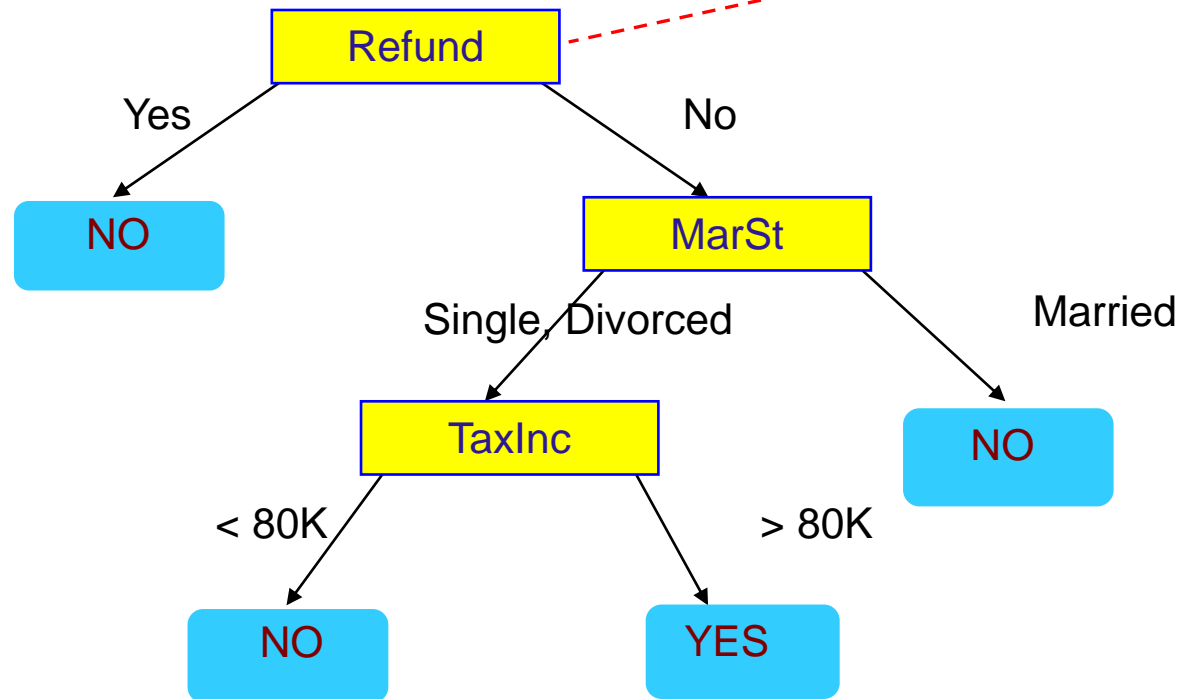 Refund
Yes
No
NO
MarSt
Single, Divorced
Married
TaxInc
NO
< 80K
> 80K
NO
YES